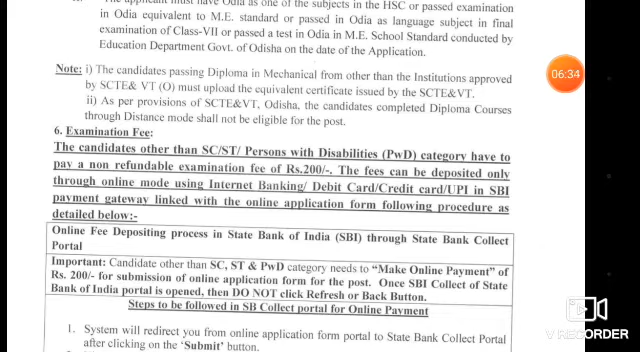 The applicant must have Odia as one of the subjects in the HSC or passed examination
in Odia equivalent to M.E. standard or passed in Odia as language subject in final
examination of Class-VII or passed a test in Odia in M.E. School Standard conducted by
Education Department Govt. of Odisha on the date of the Application.
Note: i) The candidates passing Diploma in Mechanical from other than the Institutions approved
by SCTE& VT (O) must upload the equivalent certificate issued by the SCTE&VT.
ii) As per provisions of SCTE&VT, Odisha, the candidates completed Diploma Courses
through Distance mode shall not be eligible for the post.
6. Examination Fee:
The candidates other than SC/ST/ Persons with Disabilities (PwD) category have to
pay a non refundable examination fee of Rs.200/-. The fees can be deposited only
through online mode using Internet Banking/ Debit Card/Credit card/UPI in SBI
payment gateway linked with the online application form following procedure as
detailed below:-
Online Fee Depositing process in State Bank of India (SBI) through State Bank Collect
Portal
Important: Candidate other than SC, ST & PwD category needs to “Make Online Payment” of
Rs. 200/- for submission of online application form for the post. Once SBI Collect of State
Bank of India portal is opened, then DO NOT click Refresh or Back Button.
Steps to be followed in SB Collect portal for Online Payment
1. System will redirect you from online application form portal to State Bank Collect Portal
after clicking on the ‘Submit’ button.
06:34
V RECORDER